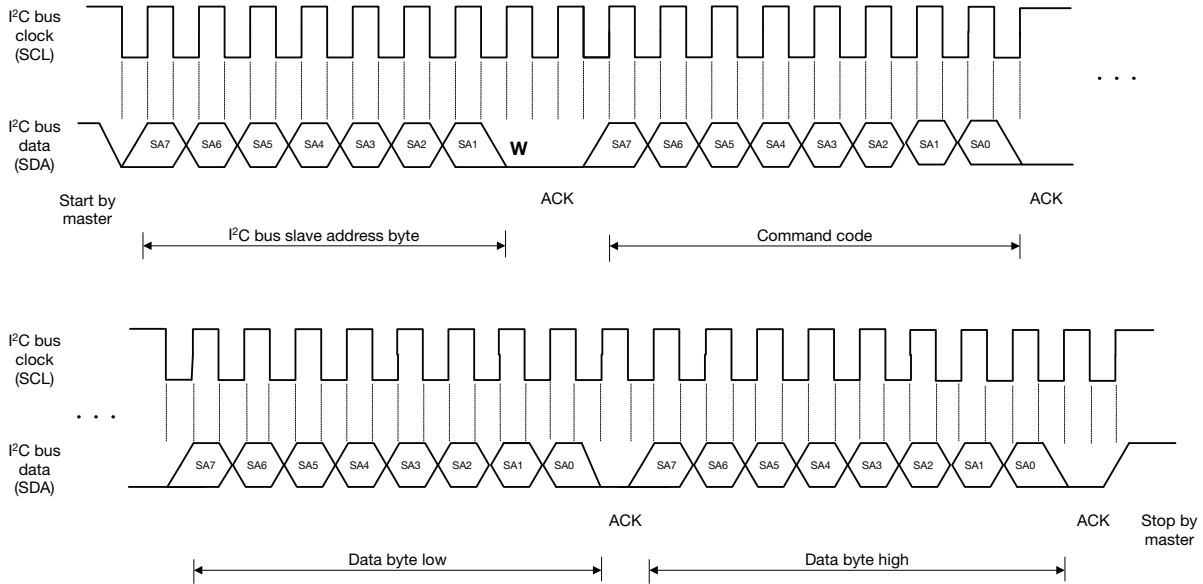 I²C bus
clock
(SCL)
. . .
I²C bus
data
(SDA)
SA7 SA6 SA5 SA4 SA3 SA2 SA1 W SA7 SA6 SA5 SA4 SA3 SA2 SA1 SA0
Start by
master
ACK ACK
I²C bus slave address byte Command code
I²C bus
clock
(SCL)
. . .
I²C bus
data
(SDA)
SA7 SA6 SA5 SA4 SA3 SA2 SA1 SA0 SA7 SA6 SA5 SA4 SA3 SA2 SA1 SA0
ACK ACK Stop by
master
Data byte low Data byte high